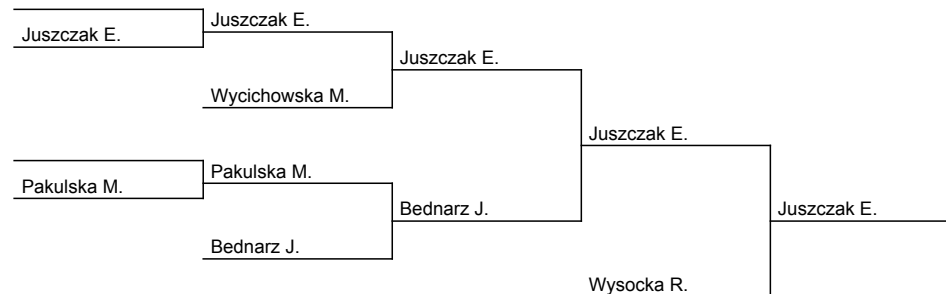 Juszczak E.
Juszczak E.
Juszczak E.
Wycichowska M.
Juszczak E.
Pakulska M.
Pakulska M.
Bednarz J.
Juszczak E.
Bednarz J.
Wysocka R.